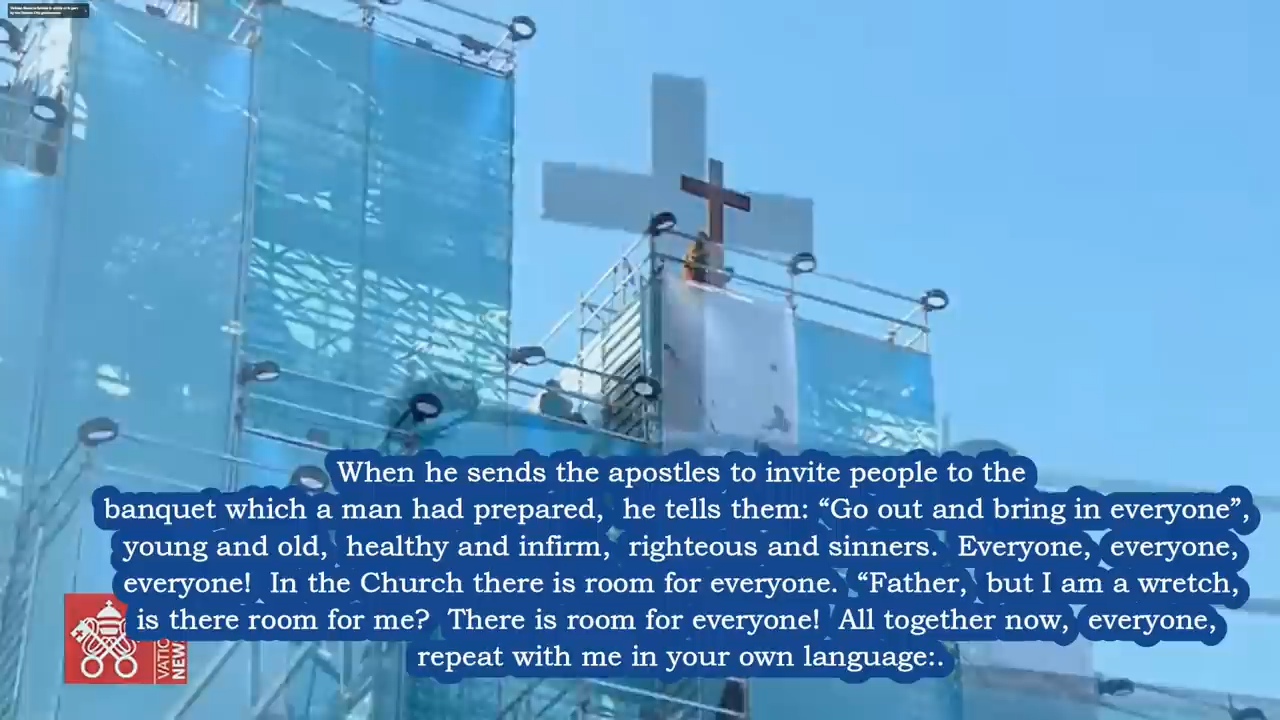 When he sends the apostles to invite people to the
banquet which a man had prepared, he tells them: “Go out and bring in everyone”,
young and old, healthy and infirm, righteous and sinners. Everyone, everyone,
everyone! In the Church there is room for everyone. “Father, but I am a wretch,
is there room for me? There is room for everyone! All together now, everyone,
repeat with me in your own language:.
NEW